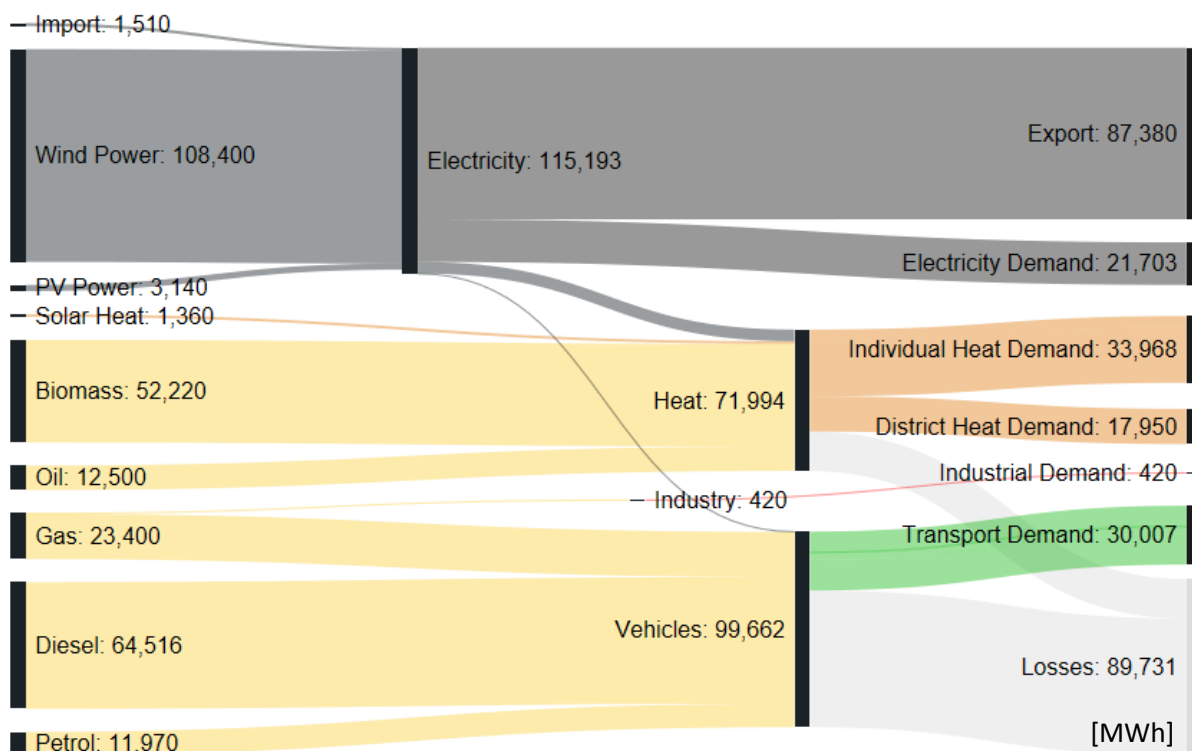 Import: 1,510
Wind Power: 108,400
Electricity: 115,193
Export: 87,380
Electricity Demand: 21,703
PV Power: 3,140
Solar Heat: 1,360
Individual Heat Demand: 33,968
Biomass: 52,220
Heat: 71,994
District Heat Demand: 17,950
Oil: 12,500
Industrial Demand: 420
Industry: 420
Gas: 23,400
Transport Demand: 30,007
Diesel: 64,516
Vehicles: 99,662
Losses: 89,731
Petrol: 11,970
[MWh]